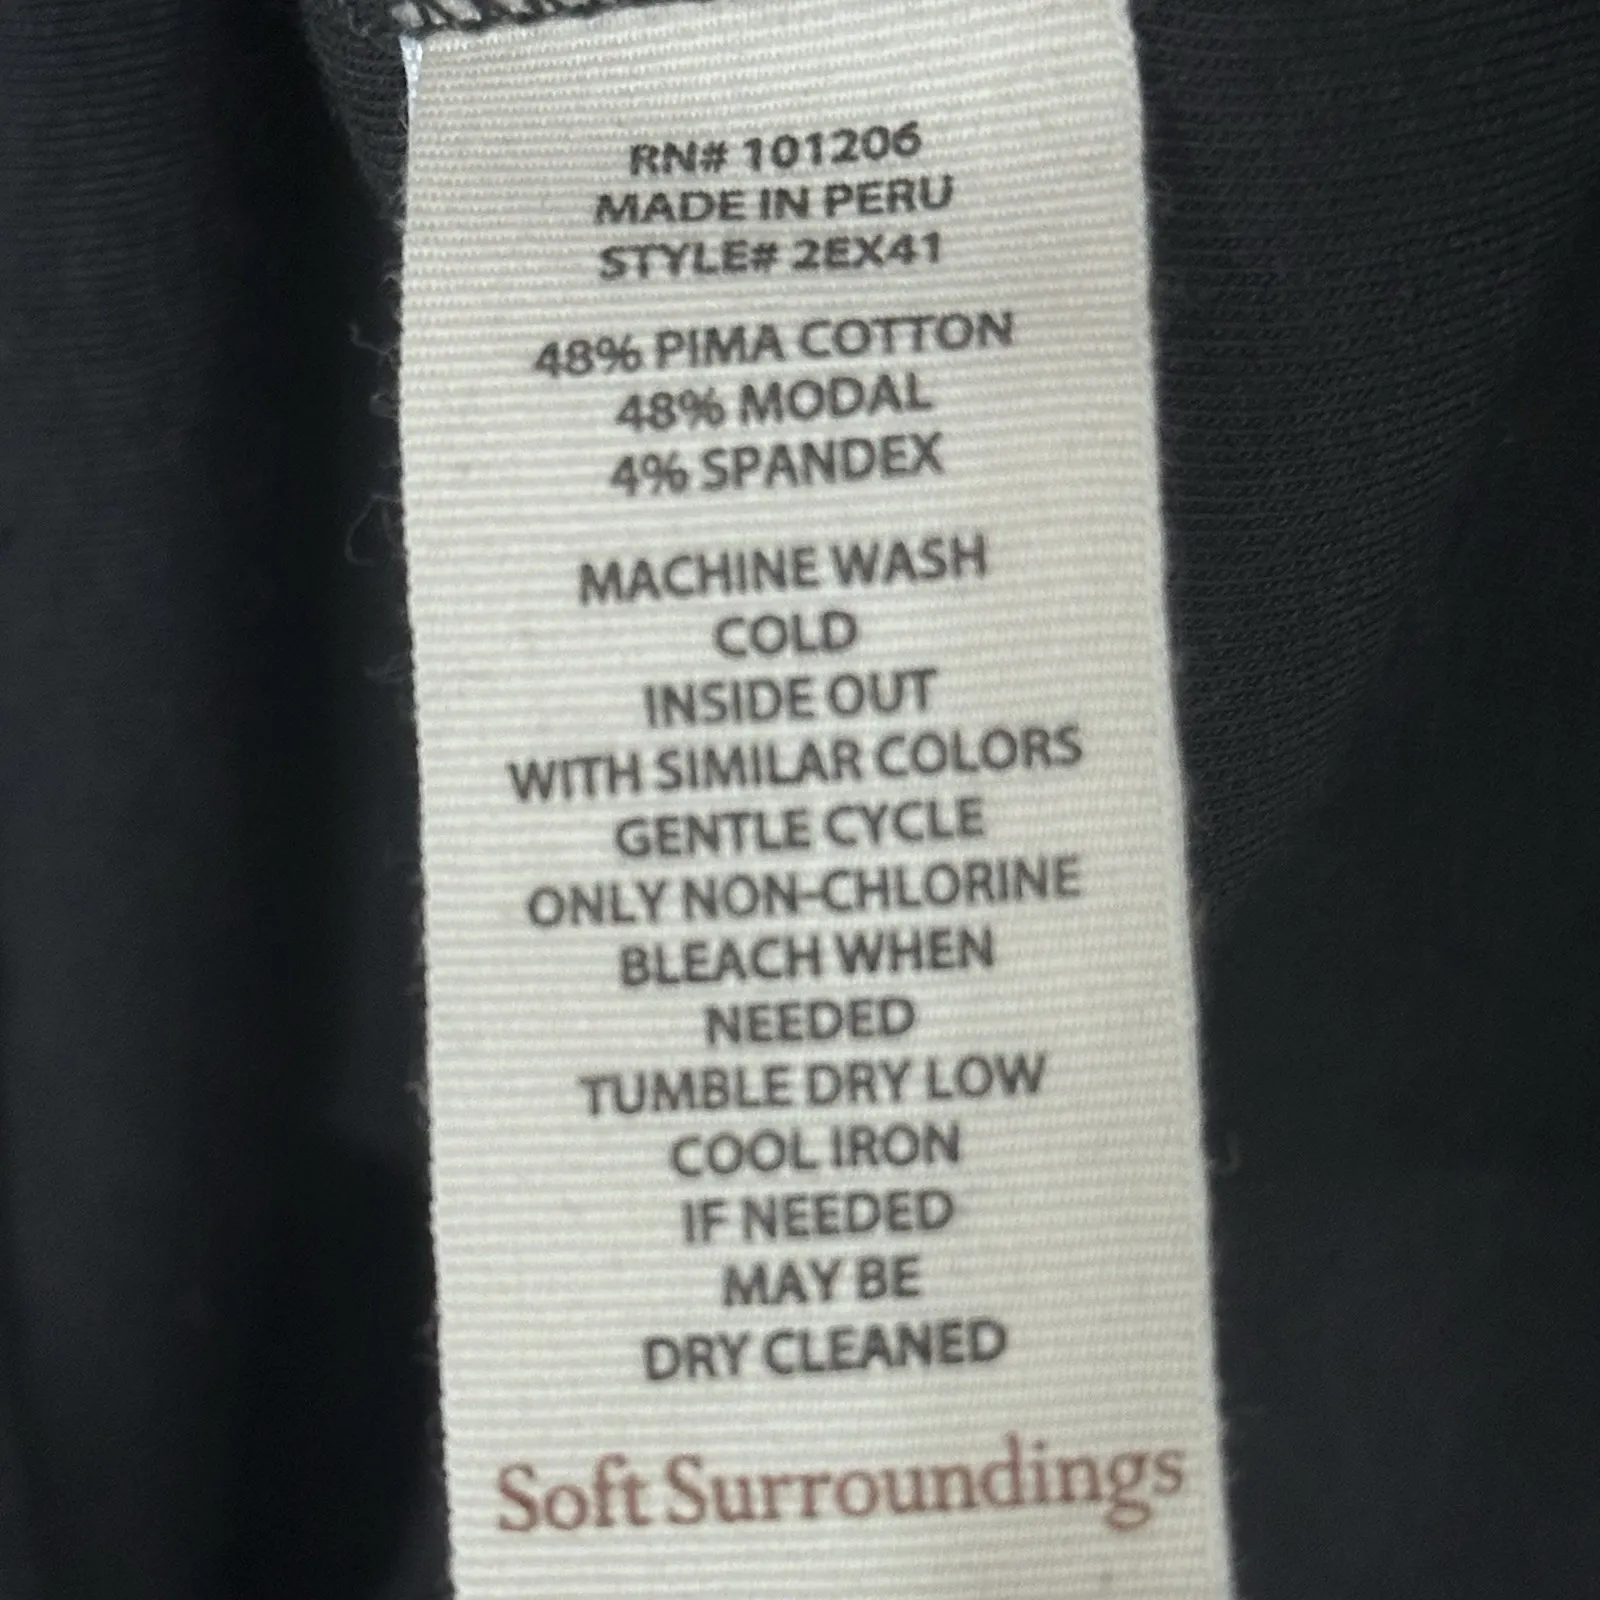 RN# 101206
MADE IN PERU
STYLE# 2EX41
48% PIMA COTTON
48% MODAL
4% SPANDEX
MACHINE WASH
COLD
INSIDE OUT
WITH SIMILAR COLORS
GENTLE CYCLE
ONLY NON-CHLORINE
BLEACH WHEN
NEEDED
TUMBLE DRY LOW
COOL IRON
IF NEEDED
MAY BE
DRY CLEANED
Soft Surroundings